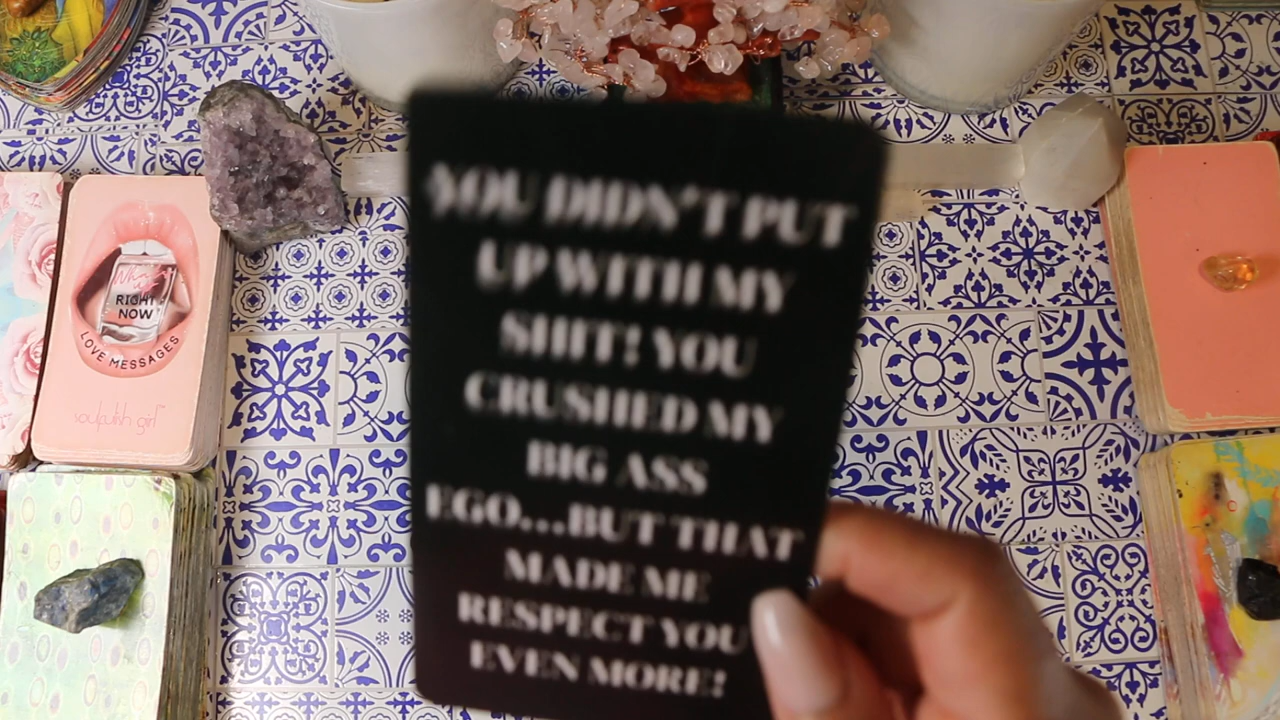 YOU DIDN'T PUT
UP WITH MY
SHIT! YOU
CRUSHED MY
BIG ASS
EGO...BUT THAT
MADE ME
RESPECT YOU
EVEN MORE!
RIGHT
NOW
LOVE MESSAGES
soulfulish girl